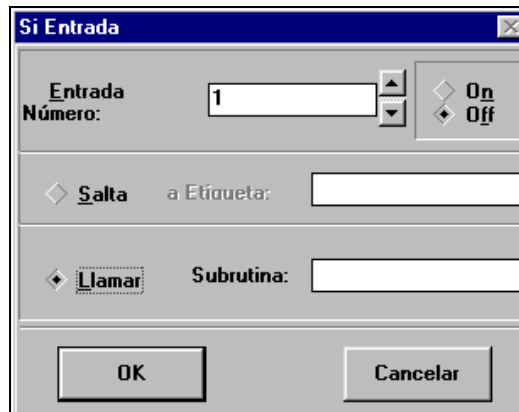 Si Entrada
Entrada
Número:
1
On
Off
Salta a Etiqueta:
Llamar Subrutina:
OK Cancelar